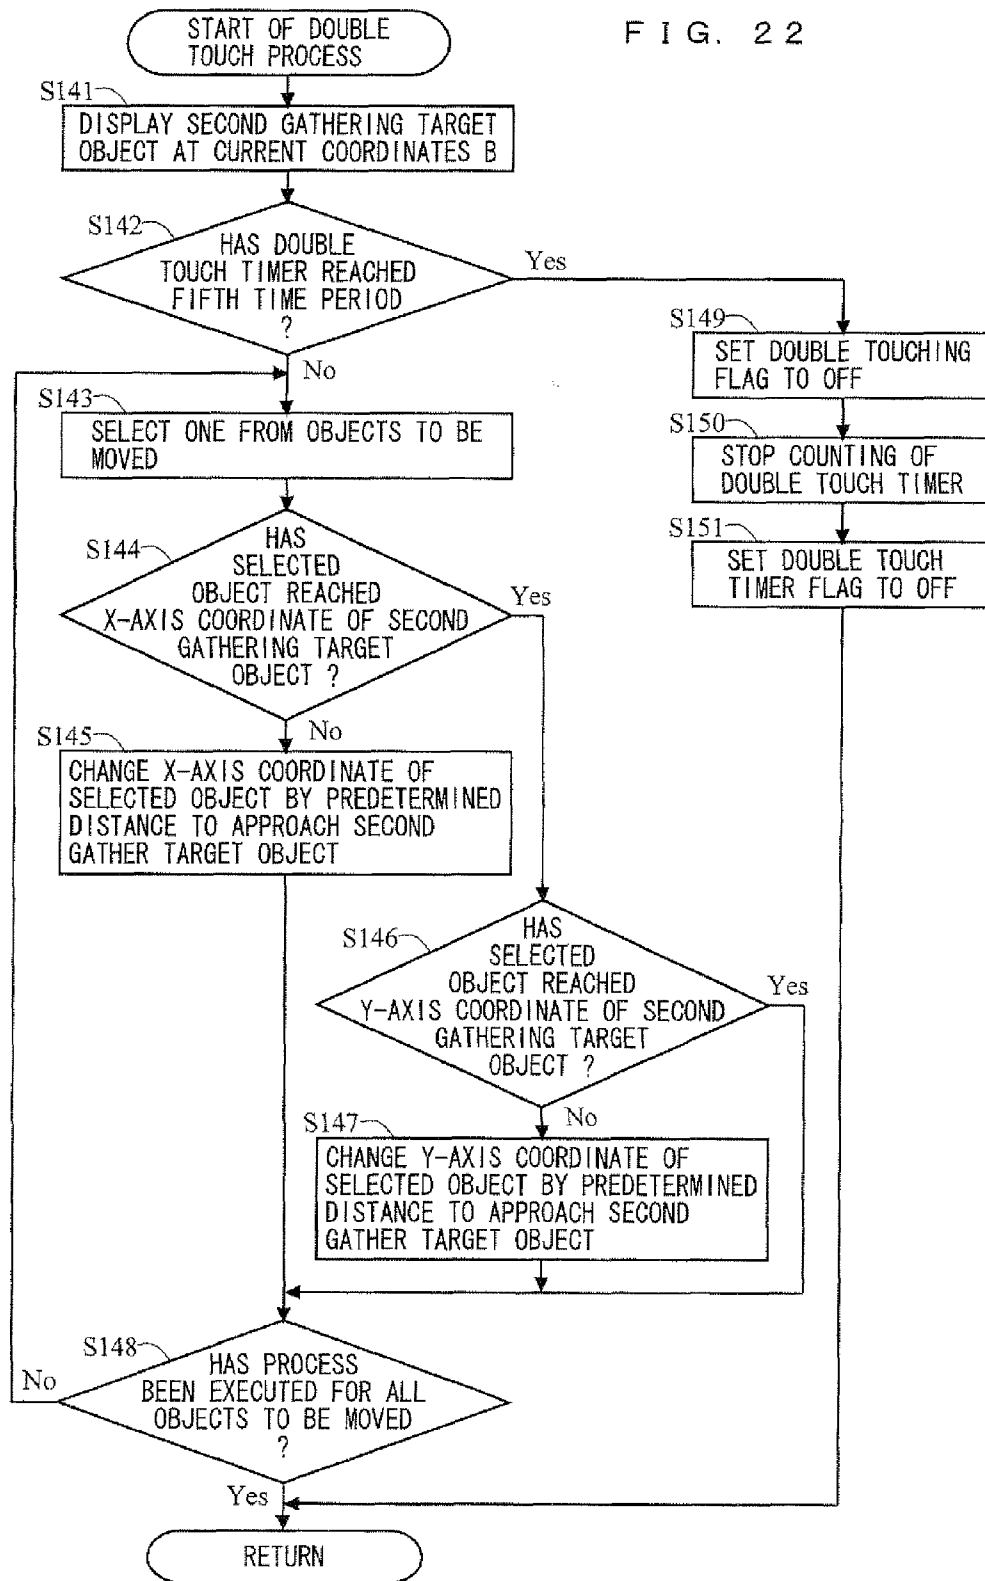 F I G. 22
START OF DOUBLE
TOUCH PROCESS
S141
DISPLAY SECOND GATHERING TARGET
OBJECT AT CURRENT COORDINATES B
S142
HAS DOUBLE
TOUCH TIMER REACHED
FIFTH TIME PERIOD
?
Yes
No
S149
SET DOUBLE TOUCHING
FLAG TO OFF
S150
STOP COUNTING OF
DOUBLE TOUCH TIMER
S151
SET DOUBLE TOUCH
TIMER FLAG TO OFF
S143
SELECT ONE FROM OBJECTS TO BE
MOVED
S144
HAS
SELECTED
OBJECT REACHED
X-AXIS COORDINATE OF SECOND
GATHERING TARGET
OBJECT ?
Yes
No
S145
CHANGE X-AXIS COORDINATE OF
SELECTED OBJECT BY PREDETERMINED
DISTANCE TO APPROACH SECOND
GATHER TARGET OBJECT
S146
HAS
SELECTED
OBJECT REACHED
Y-AXIS COORDINATE OF SECOND
GATHERING TARGET
OBJECT ?
Yes
No
S147
CHANGE Y-AXIS COORDINATE OF
SELECTED OBJECT BY PREDETERMINED
DISTANCE TO APPROACH SECOND
GATHER TARGET OBJECT
S148
HAS PROCESS
BEEN EXECUTED FOR ALL
OBJECTS TO BE MOVED
?
No
Yes
RETURN